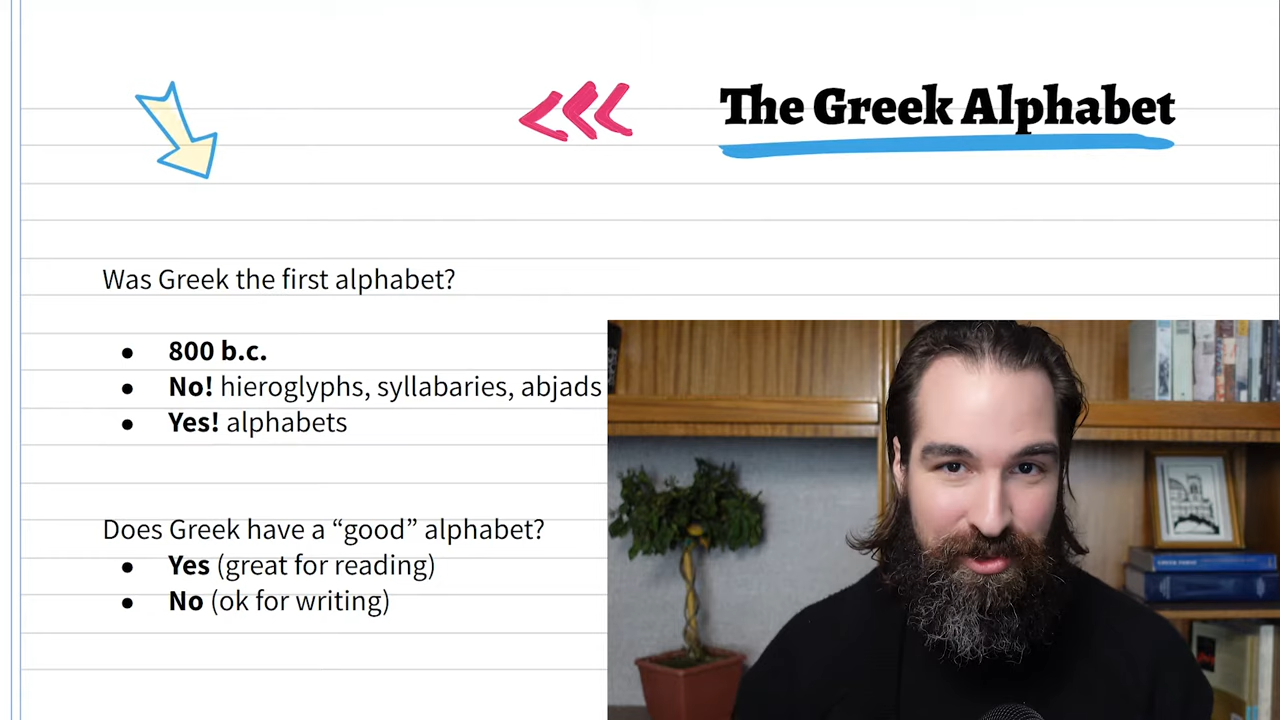 The Greek Alphabet
Was Greek the first alphabet?
● 800 b.c.
● No! hieroglyphs, syllabaries, abjads
● Yes! alphabets
Does Greek have a “good” alphabet?
● Yes (great for reading)
● No (ok for writing)